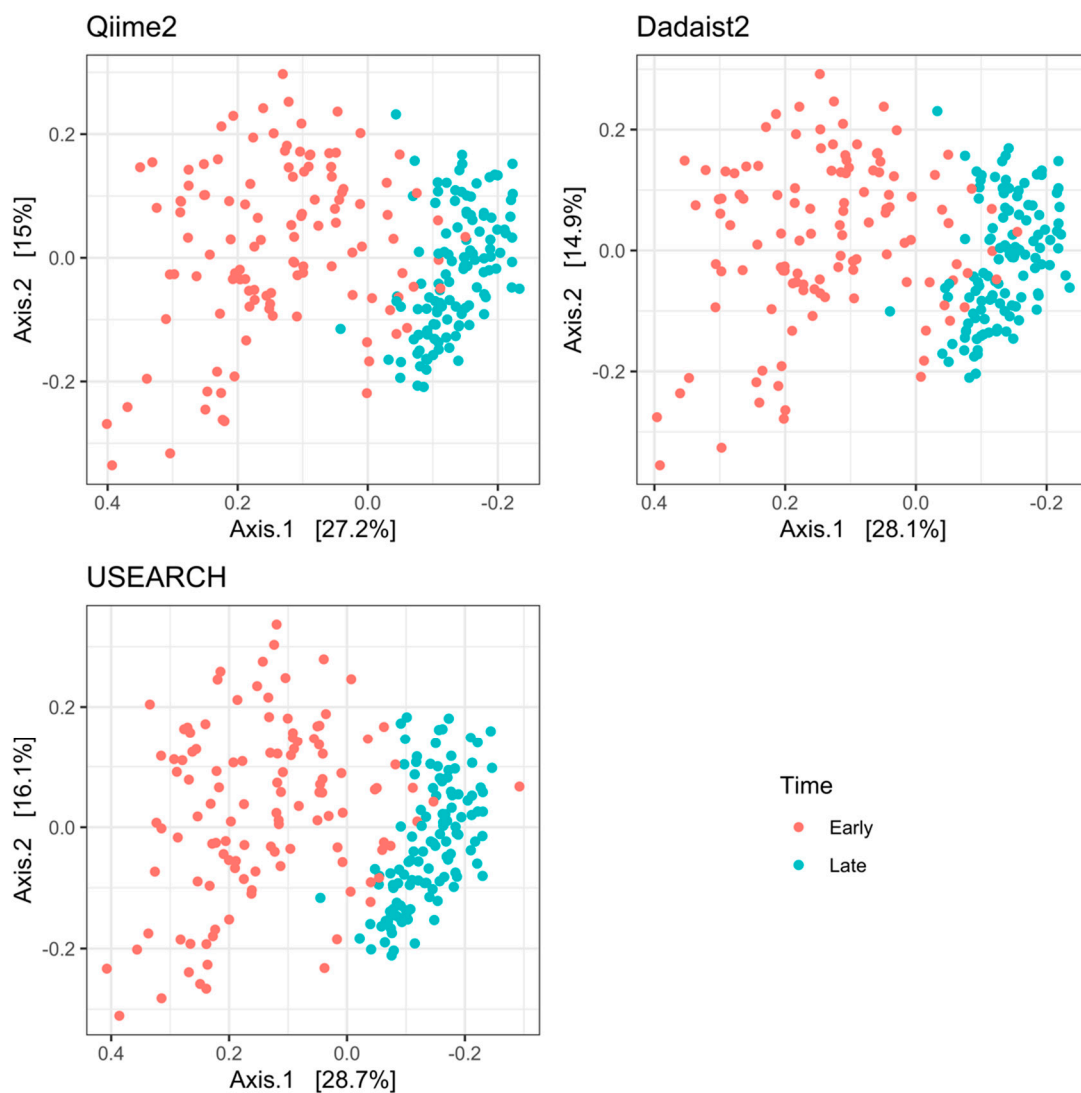 Qiime2
Dadaist2
0.2
0.0
-0.2
Axis.2 [15%]
0.4 0.2 0.0 -0.2
Axis.1 [27.2%]
0.2
0.0
-0.2
Axis.2 [14.9%]
0.4 0.2 0.0 -0.2
Axis.1 [28.1%]
USEARCH
0.2
0.0
-0.2
Axis.2 [16.1%]
0.4 0.2 0.0 -0.2
Axis.1 [28.7%]
Time
Early
Late